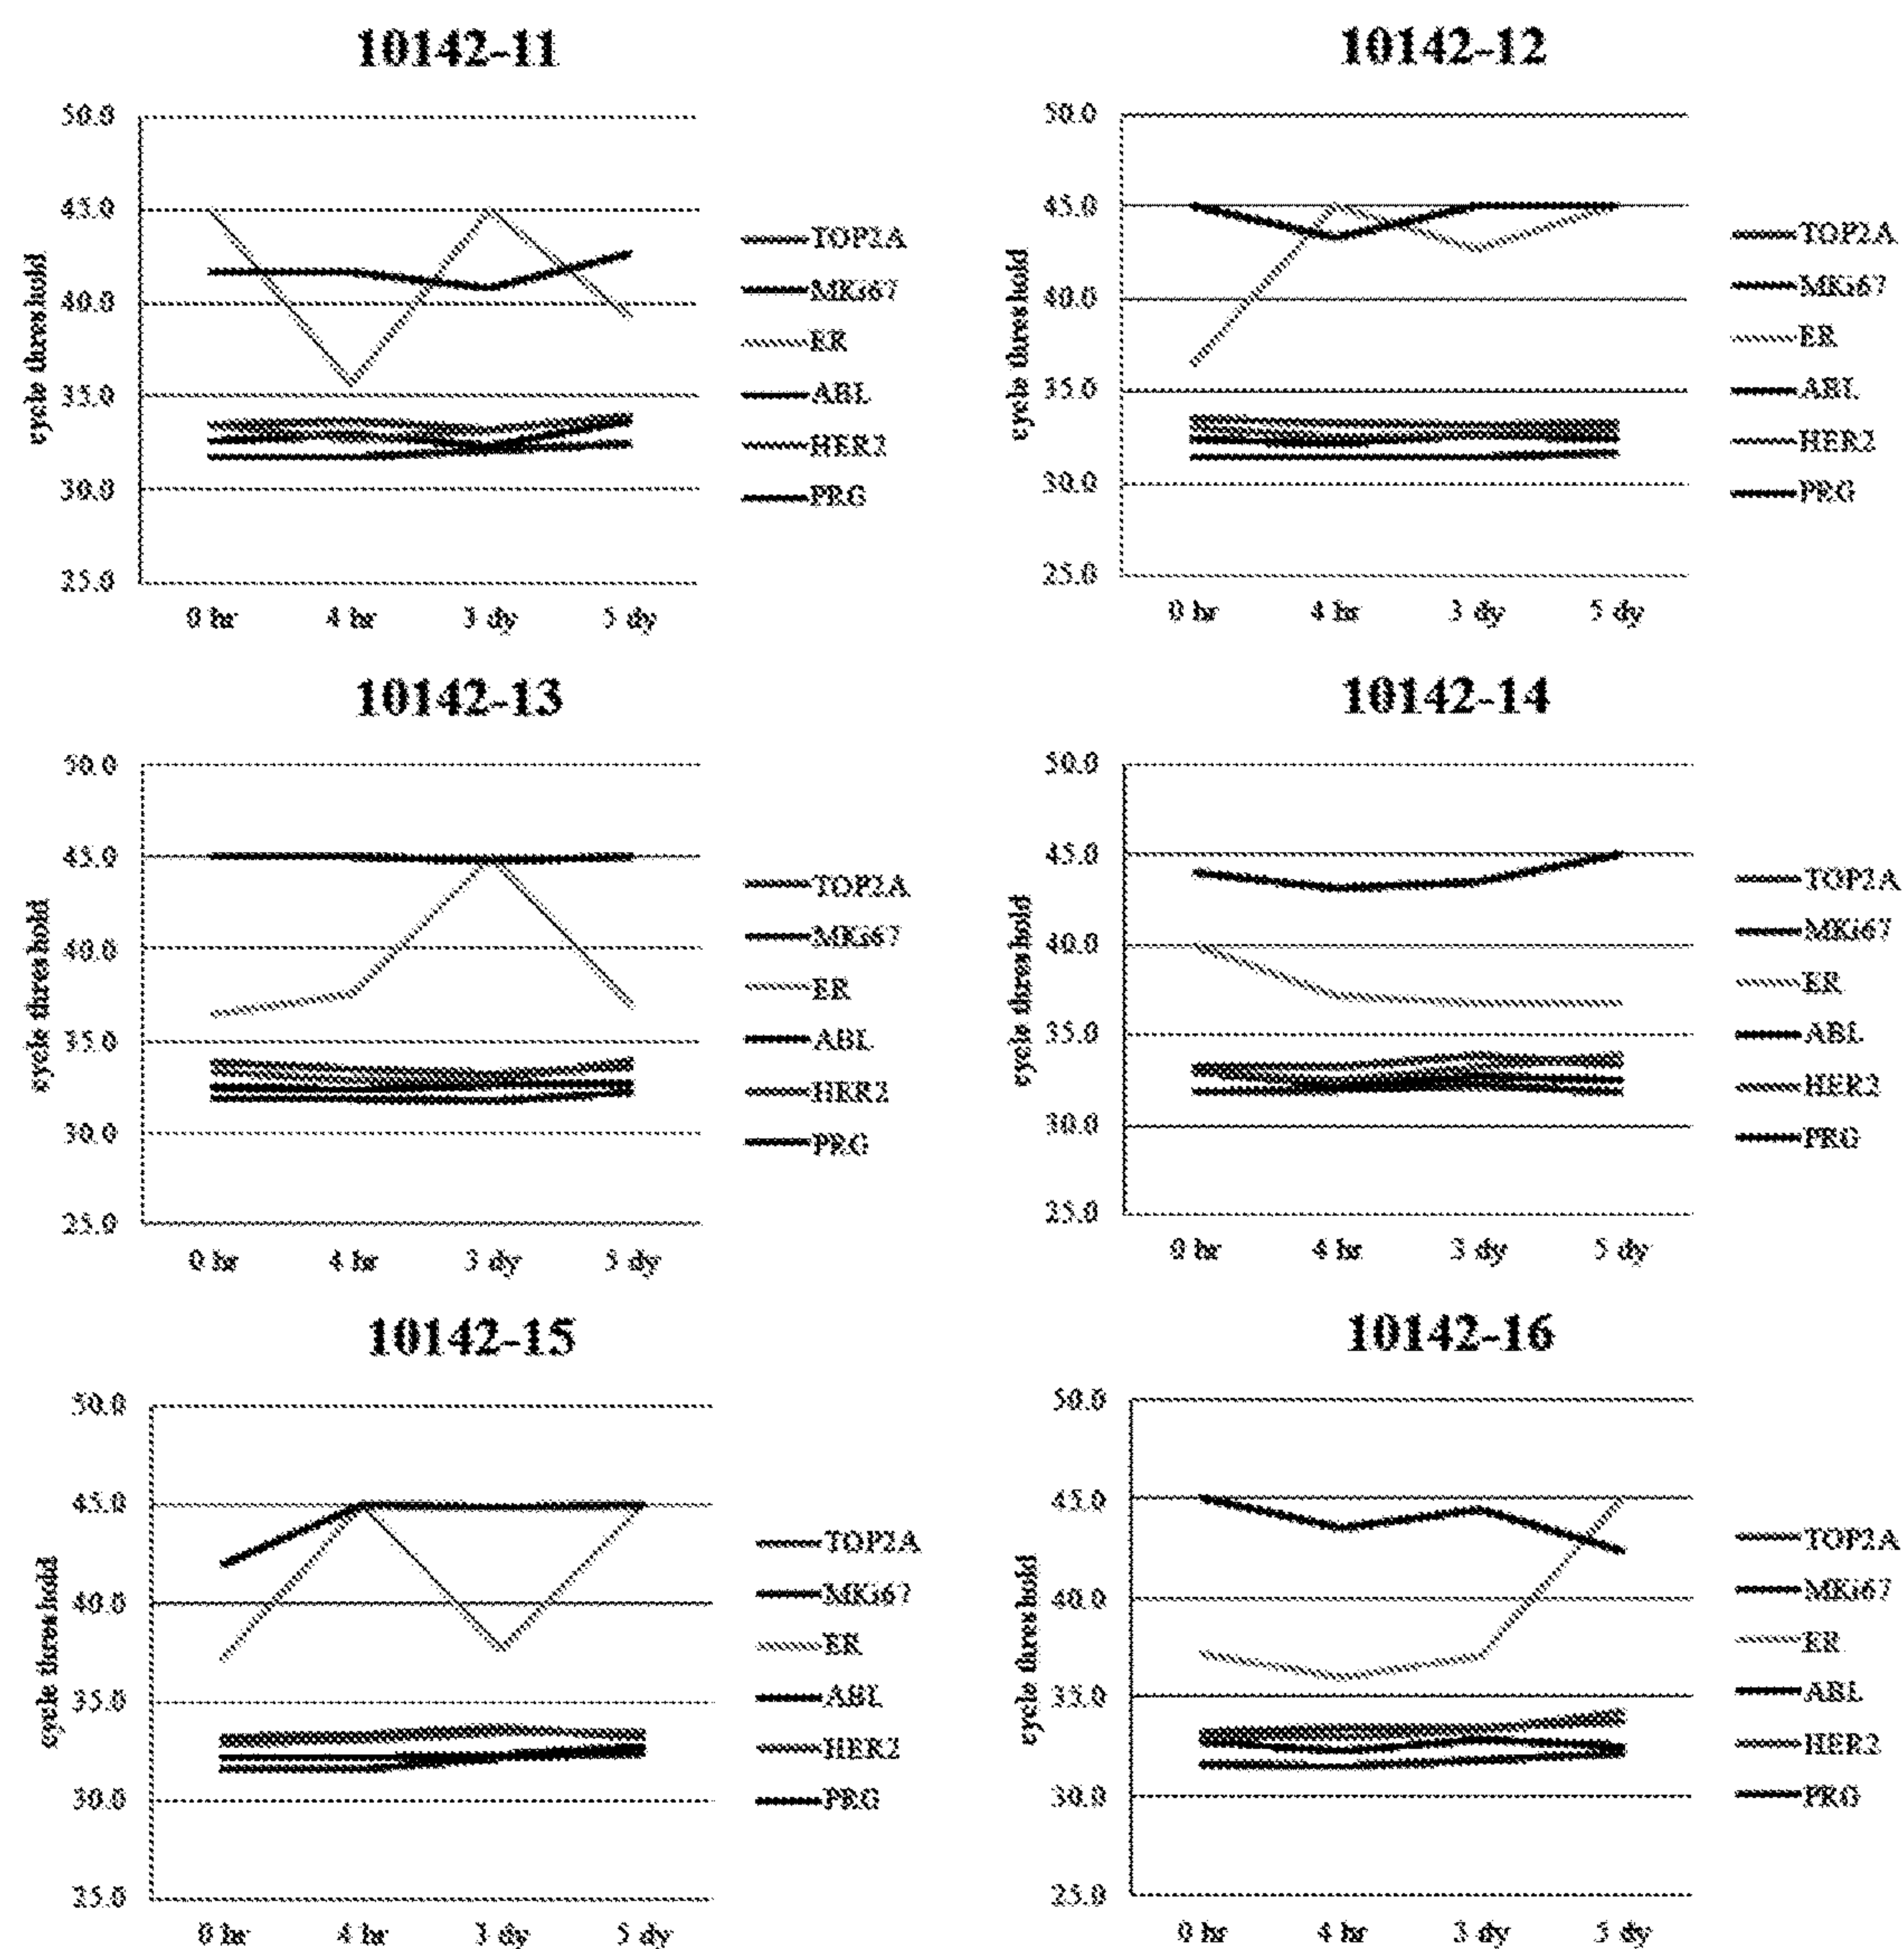 10142-11
50.0
45.0
40.0
35.0
30.0
25.0
cycle threshold
0 hr
4 hr
3 dy
5 dy
TOP2A
MKi67
ER
ABL
HER2
PRG
10142-12
50.0
45.0
40.0
35.0
30.0
25.0
cycle threshold
0 hr
4 hr
3 dy
5 dy
TOP2A
MKi67
ER
ABL
HER2
PRG
10142-13
50.0
45.0
40.0
35.0
30.0
25.0
cycle threshold
0 hr
4 hr
3 dy
5 dy
TOP2A
MKi67
ER
ABL
HER2
PRG
10142-14
50.0
45.0
40.0
35.0
30.0
25.0
cycle threshold
0 hr
4 hr
3 dy
5 dy
TOP2A
MKi67
ER
ABL
HER2
PRG
10142-15
50.0
45.0
40.0
35.0
30.0
25.0
cycle threshold
0 hr
4 hr
3 dy
5 dy
TOP2A
MKi67
ER
ABL
HER2
PRG
10142-16
50.0
45.0
40.0
35.0
30.0
25.0
cycle threshold
0 hr
4 hr
3 dy
5 dy
TOP2A
MKi67
ER
ABL
HER2
PRG